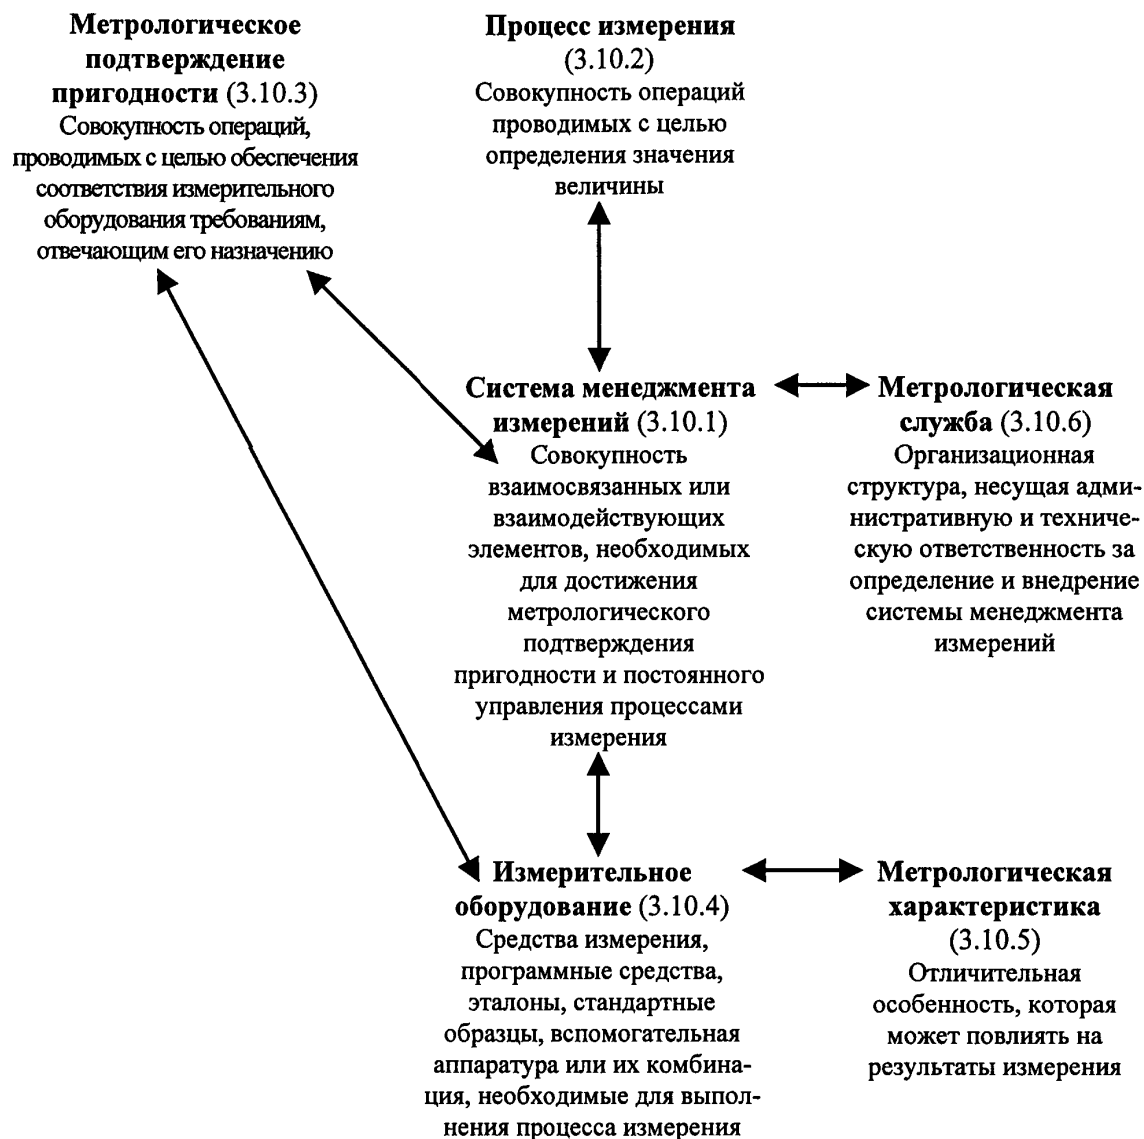 Метрологическое
подтверждение
пригодности (3.10.3)
Совокупность операций,
проводимых с целью обеспечения
соответствия измерительного
оборудования требованиям,
отвечающим его назначению
Процесс измерения
(3.10.2)
Совокупность операций
проводимых с целью
определения значения
величины
Система менеджмента
измерений (3.10.1)
Совокупность
взаимосвязанных или
взаимодействующих
элементов, необходимых
для достижения
метрологического
подтверждения
пригодности и постоянного
управления процессами
измерения
Метрологическая
служба (3.10.6)
Организационная
структура, несущая адми-
нистративную и техниче-
скую ответственность за
определение и внедрение
системы менеджмента
измерений
Измерительное
оборудование (3.10.4)
Средства измерения,
программные средства,
эталоны, стандартные
образцы, вспомогательная
аппаратура или их комбина-
ция, необходимые для выпол-
нения процесса измерения
Метрологическая
характеристика
(3.10.5)
Отличительная
особенность, которая
может повлиять на
результаты измерения